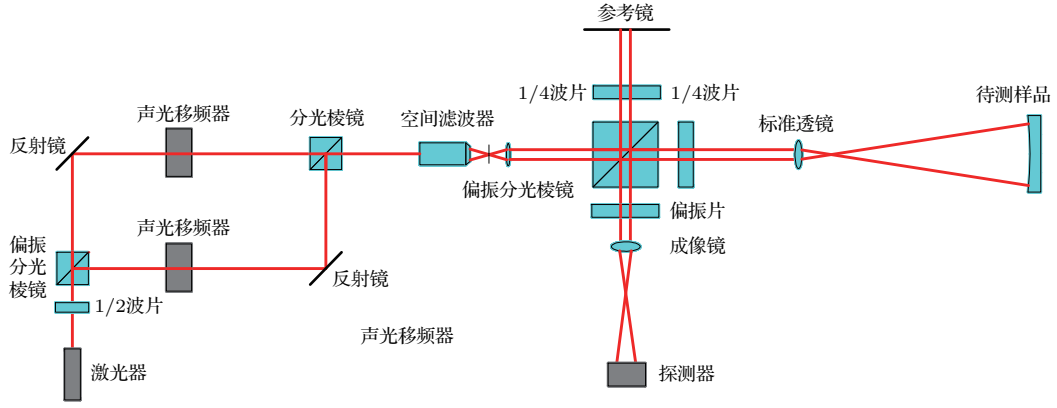 参考镜
1/4波片
1/4波片
待测样品
声光移频器
分光棱镜
空间滤波器
标准透镜
反射镜
偏振分光棱镜
偏振片
声光移频器
偏振
分光
棱镜
成像镜
反射镜
1/2波片
声光移频器
激光器
探测器